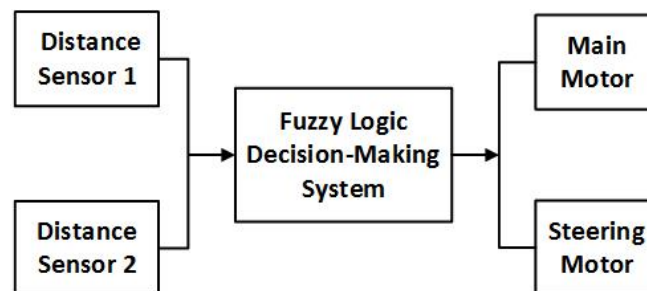 Distance
Sensor 1
Distance
Sensor 2
Fuzzy Logic
Decision-Making
System
Main
Motor
Steering
Motor